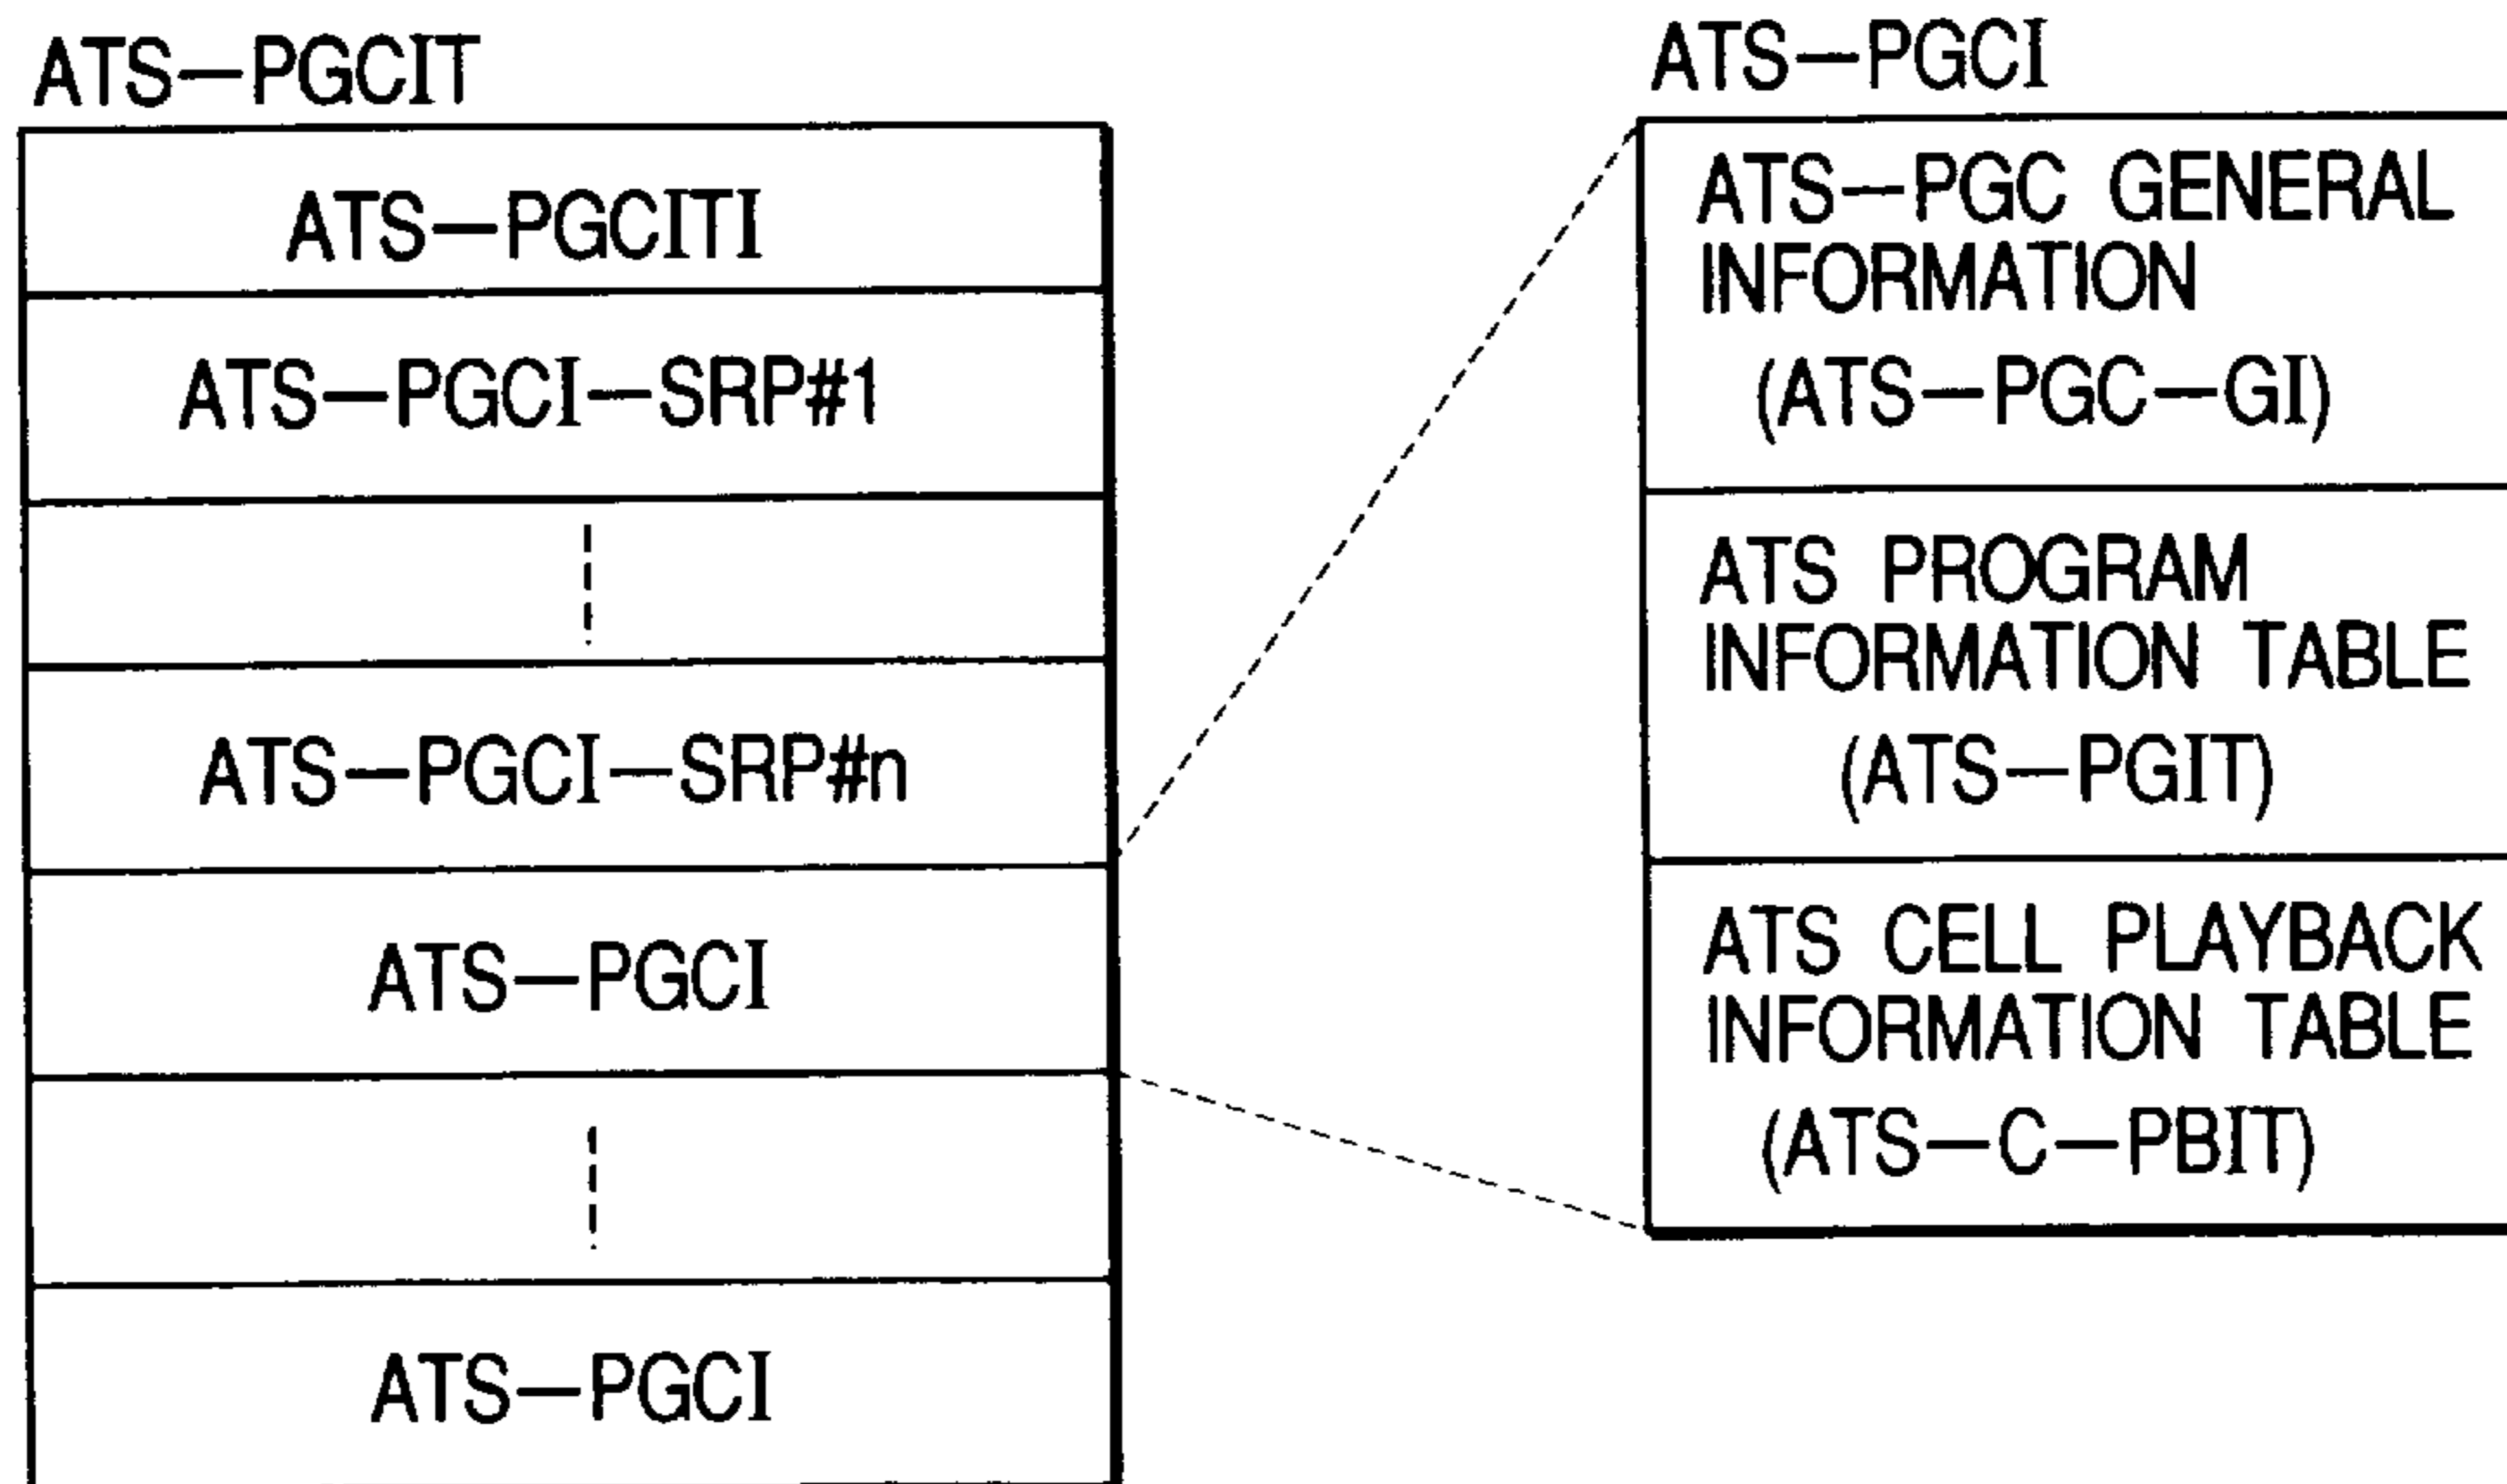 ATS—PGCIT
ATS—PGCITI
ATS—PGCI—SRP#1
ATS—PGCI—SRP#n
ATS—PGCI
ATS—PGCI
ATS—PGCI
ATS—PGC GENERAL
INFORMATION
(ATS—PGC—GI)
ATS PROGRAM
INFORMATION TABLE
(ATS—PGIT)
ATS CELL PLAYBACK
INFORMATION TABLE
(ATS—C—PBIT)